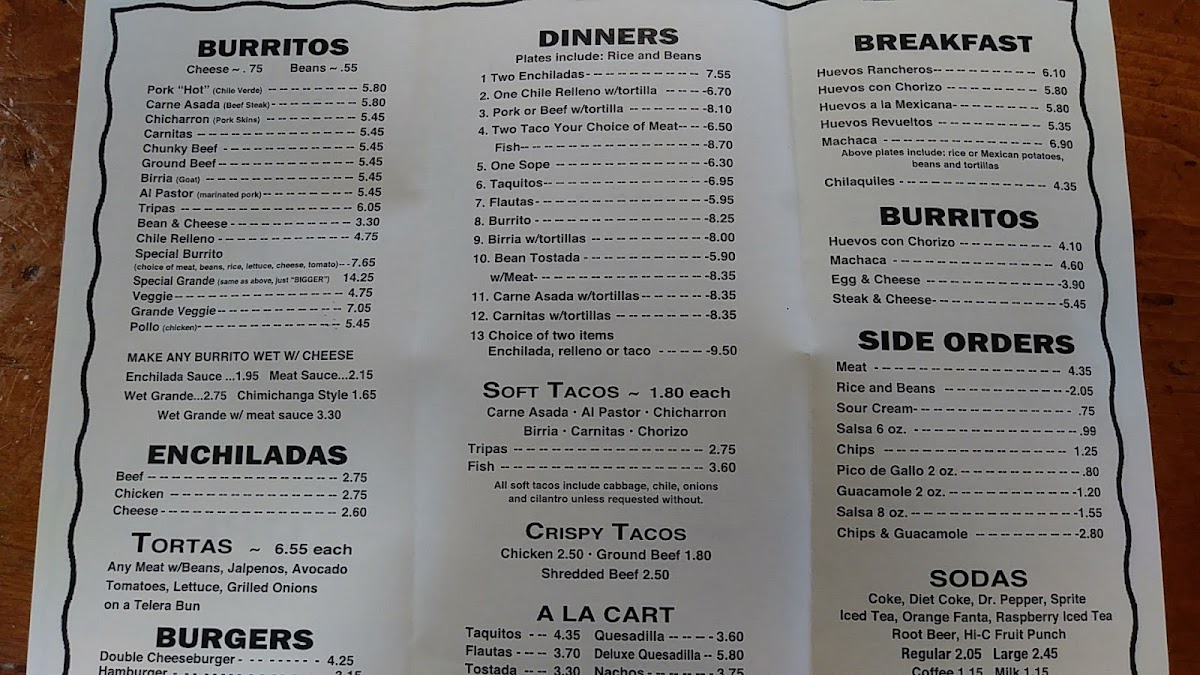 BURRITOS
Cheese ~ . 75 Beans ~ .55
Pork “Hot” (Chile Verde) 5.80
Carne Asada (Beef Steak) 5.80
Chicharron (Pork Skins) 5.45
Carnitas 5.45
Chunky Beef 5.45
Ground Beef 5.45
Birria (Goat) 5.45
Al Pastor (marinated pork) 5.45
Tripas 6.05
Bean & Cheese 3.30
Chile Relleno 4.75
Special Burrito
(choice of meat, beans, rice, lettuce, cheese, tomato) 7.65
Special Grande (same as above, just "BIGGER") 14.25
Veggie 4.75
Grande Veggie 7.05
Pollo (chicken) 5.45
MAKE ANY BURRITO WET W/ CHEESE
Enchilada Sauce ...1.95 Meat Sauce...2.15
Wet Grande...2.75 Chimichanga Style 1.65
Wet Grande w/ meat sauce 3.30
ENCHILADAS
Beef 2.75
Chicken 2.75
Cheese 2.60
TORTAS ~ 6.55 each
Any Meat w/Beans, Jalpenos, Avocado
Tomatoes, Lettuce, Grilled Onions
on a Telera Bun
BURGERS
Double Cheeseburger 4.25
Hamburger 3.15
DINNERS
Plates include: Rice and Beans
1 Two Enchiladas 7.55
2. One Chile Relleno w/tortilla 6.70
3. Pork or Beef w/tortilla 8.10
4. Two Taco Your Choice of Meat 6.50
Fish 8.70
5. One Sope 6.30
6. Taquitos 6.95
7. Flautas 5.95
8. Burrito 8.25
9. Birria w/tortillas 8.00
10. Bean Tostada 5.90
w/Meat 8.35
11. Carne Asada w/tortillas 8.35
12. Carnitas w/tortillas 8.35
13 Choice of two items
Enchilada, relleno or taco 9.50
SOFT TACOS ~ 1.80 each
Carne Asada · Al Pastor · Chicharron
Birria · Carnitas · Chorizo
Tripas 2.75
Fish 3.60
All soft tacos include cabbage, chile, onions
and cilantro unless requested without.
CRISPY TACOS
Chicken 2.50 · Ground Beef 1.80
Shredded Beef 2.50
A LA CART
Taquitos 4.35 Quesadilla 3.60
Flautas 3.70 Deluxe Quesadilla 5.80
Tostada 3.30 Nachos 3.75
BREAKFAST
Huevos Rancheros 6.10
Huevos con Chorizo 5.80
Huevos a la Mexicana 5.80
Huevos Revueltos 5.35
Machaca 6.90
Above plates include: rice or Mexican potatoes,
beans and tortillas
Chilaquiles 4.35
BURRITOS
Huevos con Chorizo 4.10
Machaca 4.60
Egg & Cheese 3.90
Steak & Cheese 5.45
SIDE ORDERS
Meat 4.35
Rice and Beans 2.05
Sour Cream .75
Salsa 6 oz. .99
Chips 1.25
Pico de Gallo 2 oz. .80
Guacamole 2 oz. 1.20
Salsa 8 oz. 1.55
Chips & Guacamole 2.80
SODAS
Coke, Diet Coke, Dr. Pepper, Sprite
Iced Tea, Orange Fanta, Raspberry Iced Tea
Root Beer, Hi-C Fruit Punch
Regular 2.05 Large 2.45
Coffee 1.15 Milk 1.15